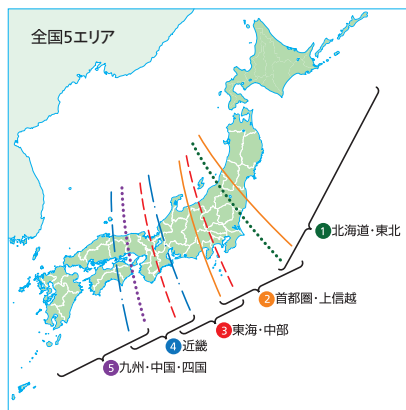 全国5エリア
1北海道・東北
2首都圏・上信越
3東海・中部
4近畿
5九州・中国・四国